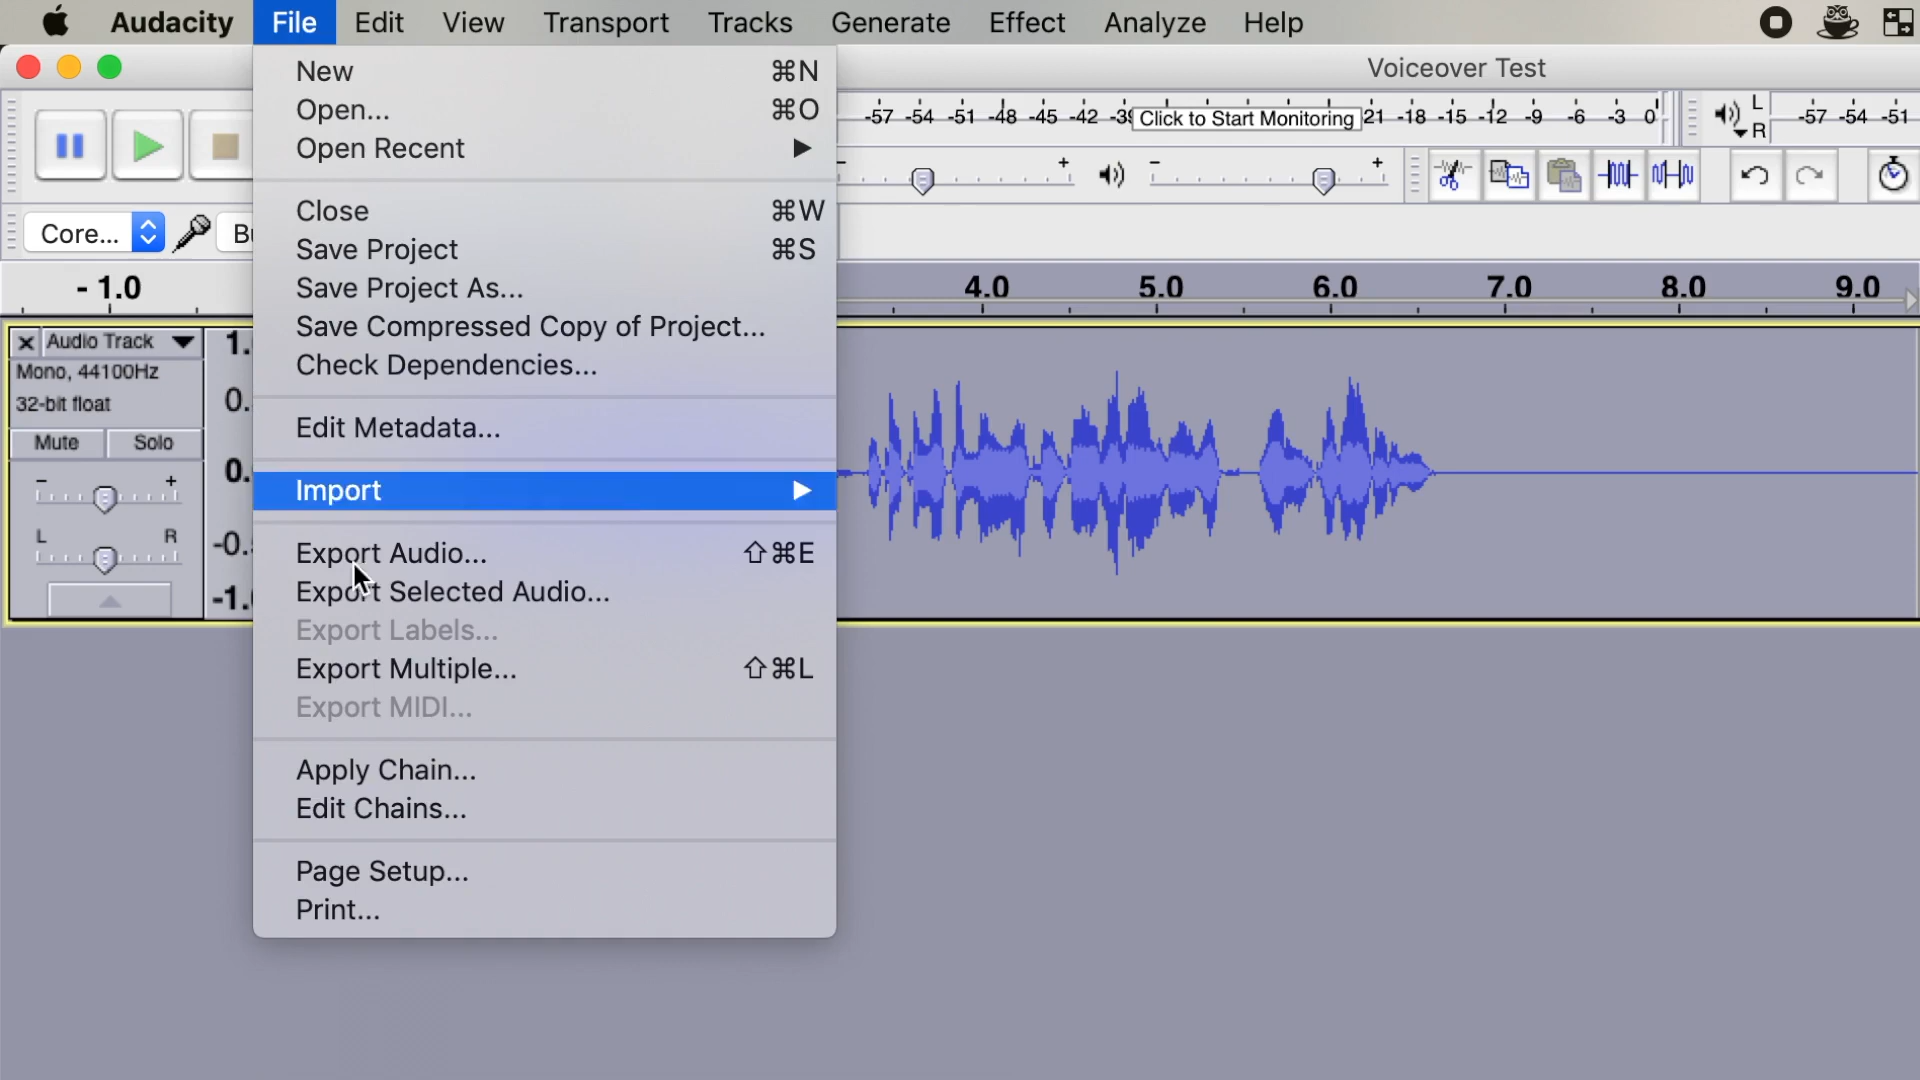 Audacity File Edit View Transport Tracks Generate Effect Analyze Help
Voiceover Test
New ⌘N
Open... ⌘O
Open Recent ▶
Close ⌘W
Save Project ⌘S
Save Project As...
Save Compressed Copy of Project...
Check Dependencies...
Edit Metadata...
Import ▶
Export Audio... ⇧⌘E
Export Selected Audio...
Export Labels...
Export Multiple... ⇧⌘L
Export MIDI...
Apply Chain...
Edit Chains...
Page Setup...
Print...
-57 -54 -51 -48 -45 -42 Click to Start Monitoring 21 -18 -15 -12 -9 -6 -3 0
L
R
-57 -54 -51
- +
- +
Core...
-1.0 4.0 5.0 6.0 7.0 8.0 9.0
Audio Track
Mono, 44100Hz
32-bit float
Mute Solo
- +
L R